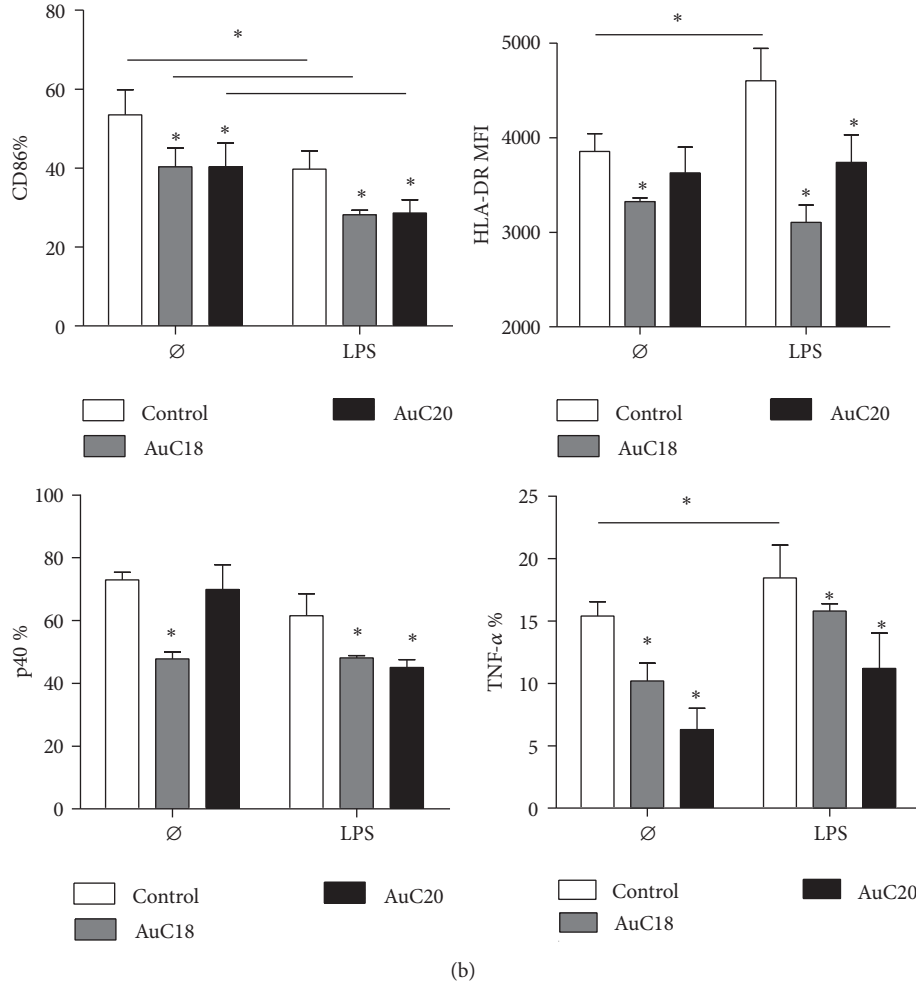 80
60
40
20
0
CD86%
*
*
*
*
*
Ø
LPS
Control
AuC18
AuC20
5000
4000
3000
2000
HLA-DR MFI
*
*
*
*
Ø
LPS
Control
AuC18
AuC20
100
80
60
40
20
0
p40 %
*
*
*
Ø
LPS
Control
AuC18
AuC20
25
20
15
10
5
0
TNF-α %
*
*
*
*
*
Ø
LPS
Control
AuC18
AuC20
(b)